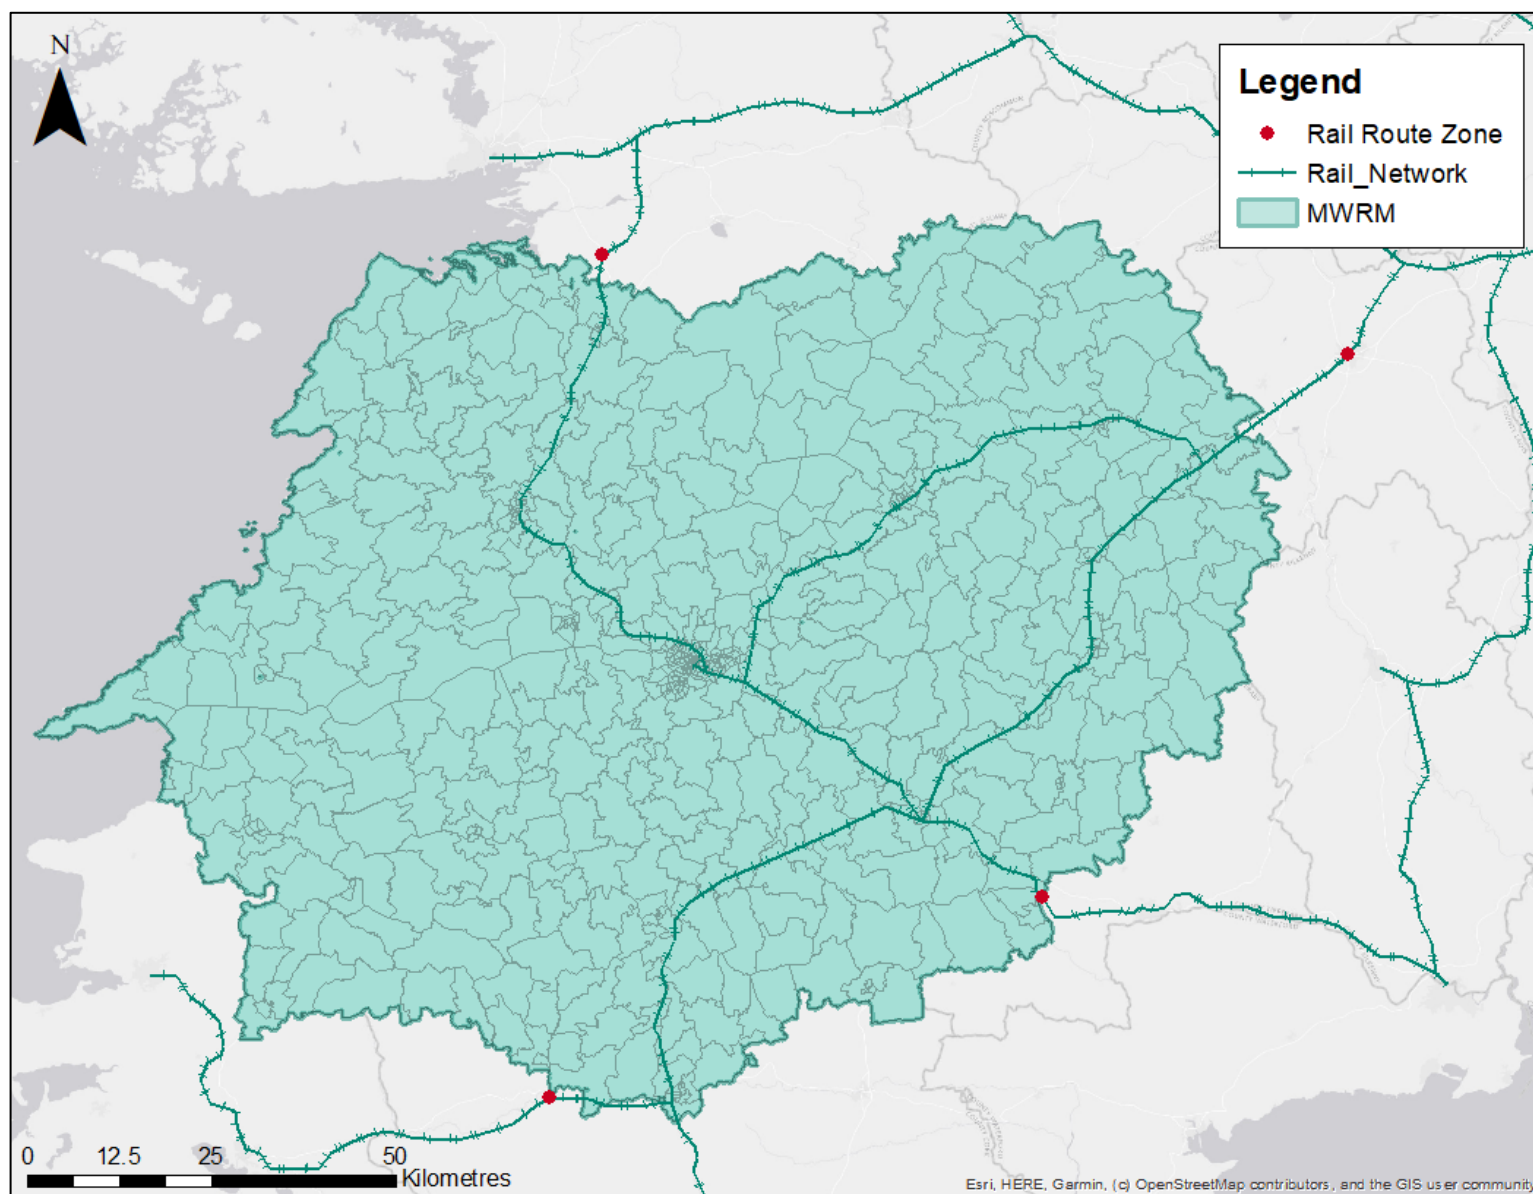 N
Legend
Rail Route Zone
Rail_Network
MWRM
0 12.5 25 50
Kilometres
Esri, HERE, Garmin, (c) OpenStreetMap contributors, and the GIS user community